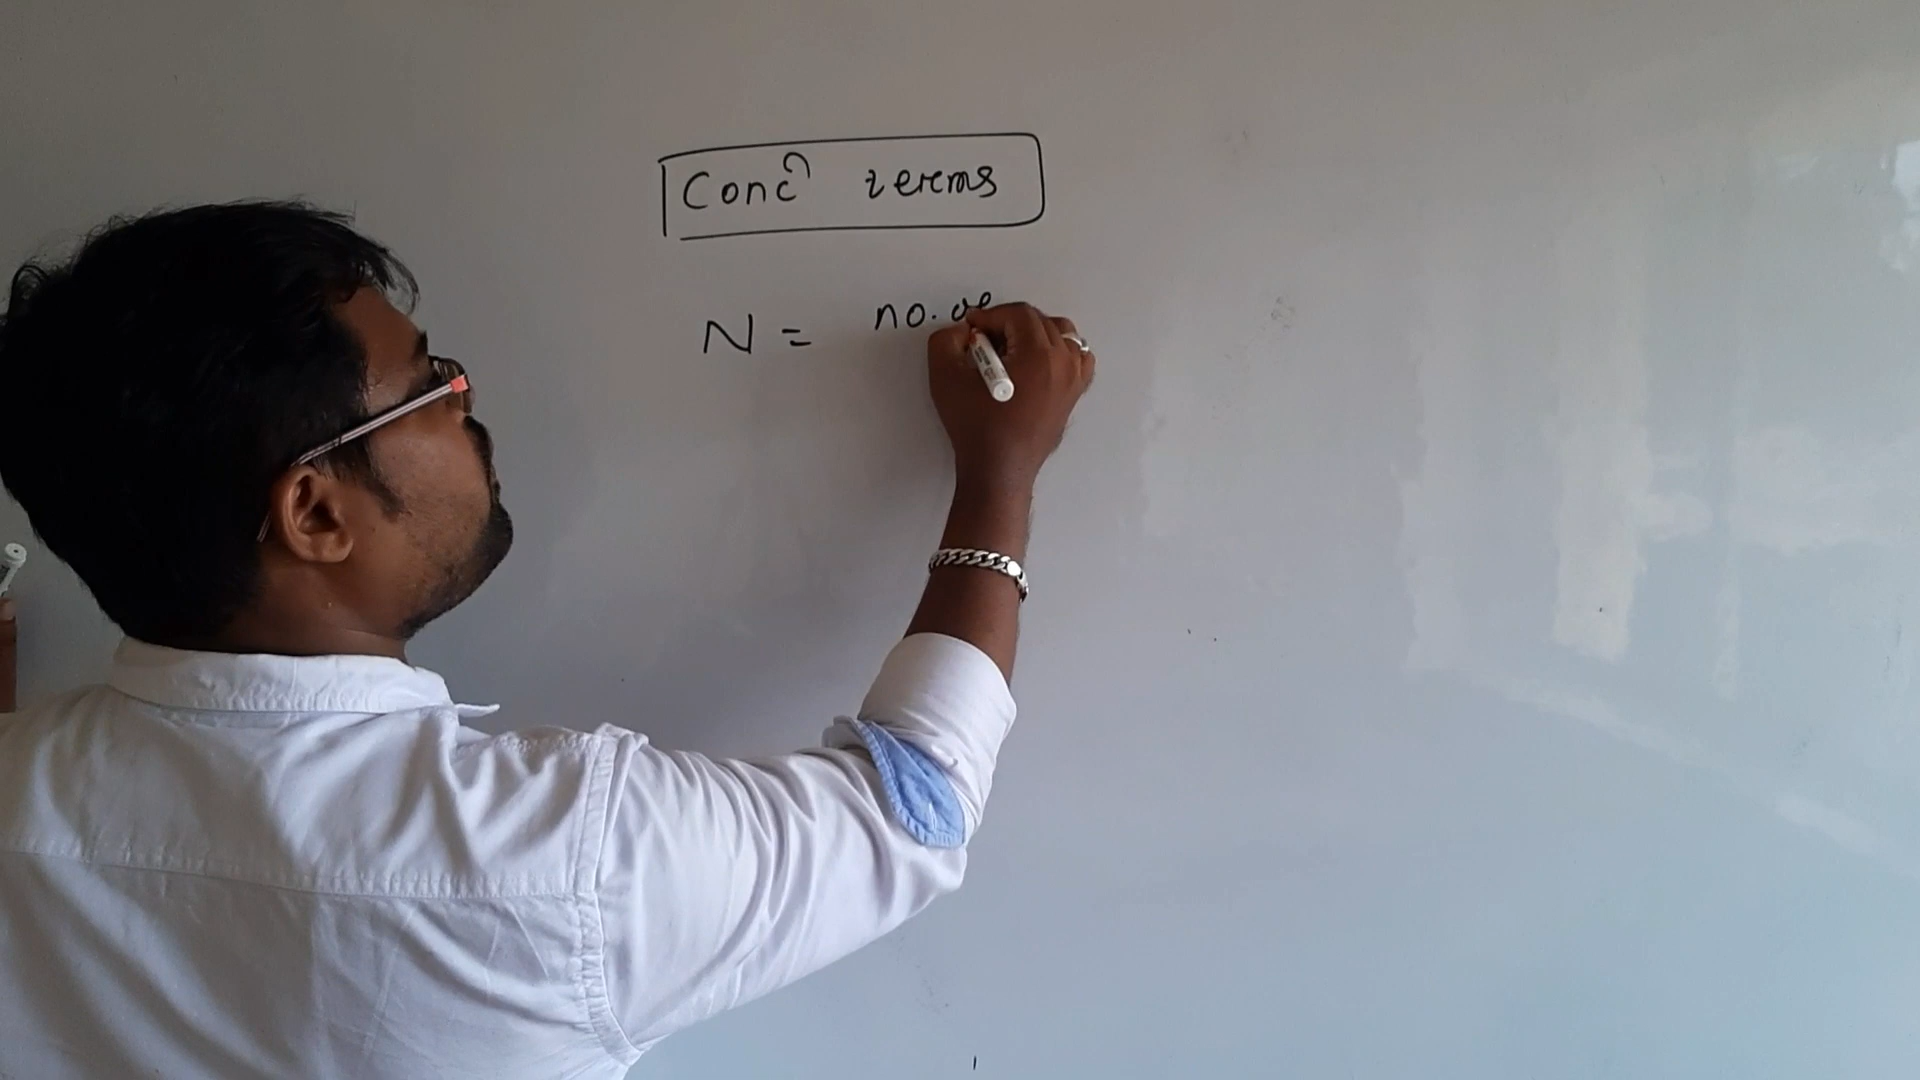 Concⁿ terms
N = no. of